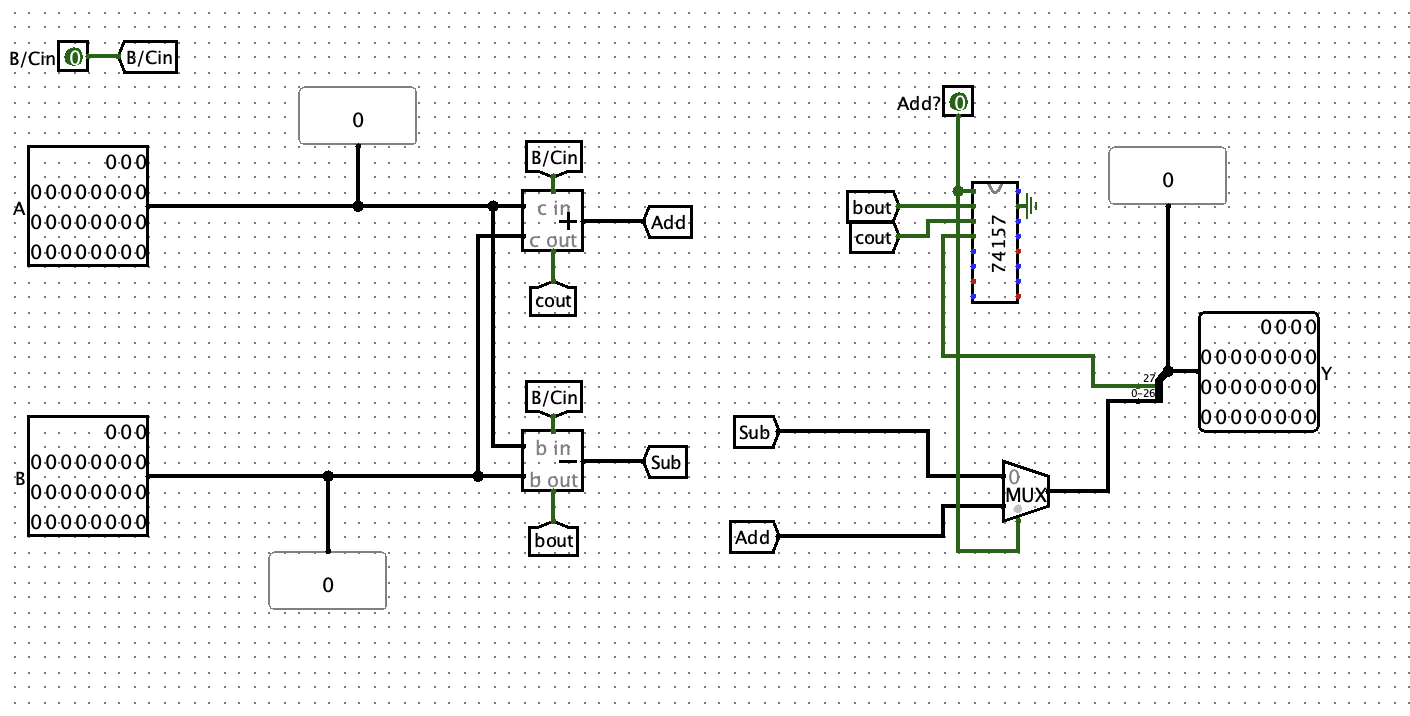 B/Cin 0 B/Cin
0
Add? 0
B/Cin
0
000
00000000
A
00000000
00000000
c in
+
c out
Add
cout
bout
cout
74157
0000
00000000
00000000
00000000
Y
27
0-26
B/Cin
000
00000000
B
00000000
00000000
b in
−
b out
Sub
bout
0
Sub
Add
0
MUX